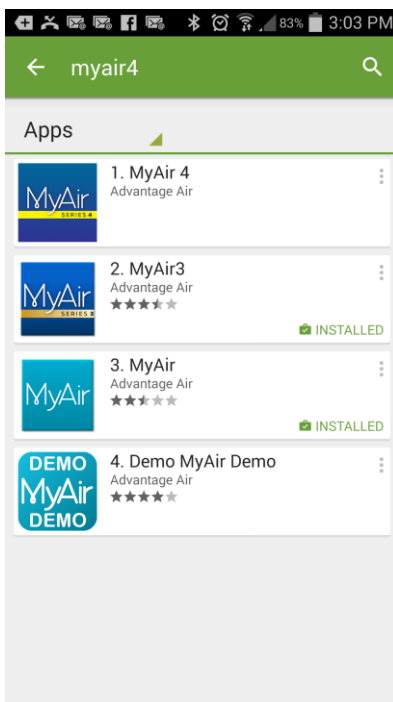 83% 3:03 PM
myair4
Apps
MyAir
SERIES 4
1. MyAir 4
Advantage Air
MyAir
SERIES 3
2. MyAir3
Advantage Air
INSTALLED
MyAir
3. MyAir
Advantage Air
INSTALLED
DEMO
MyAir
DEMO
4. Demo MyAir Demo
Advantage Air